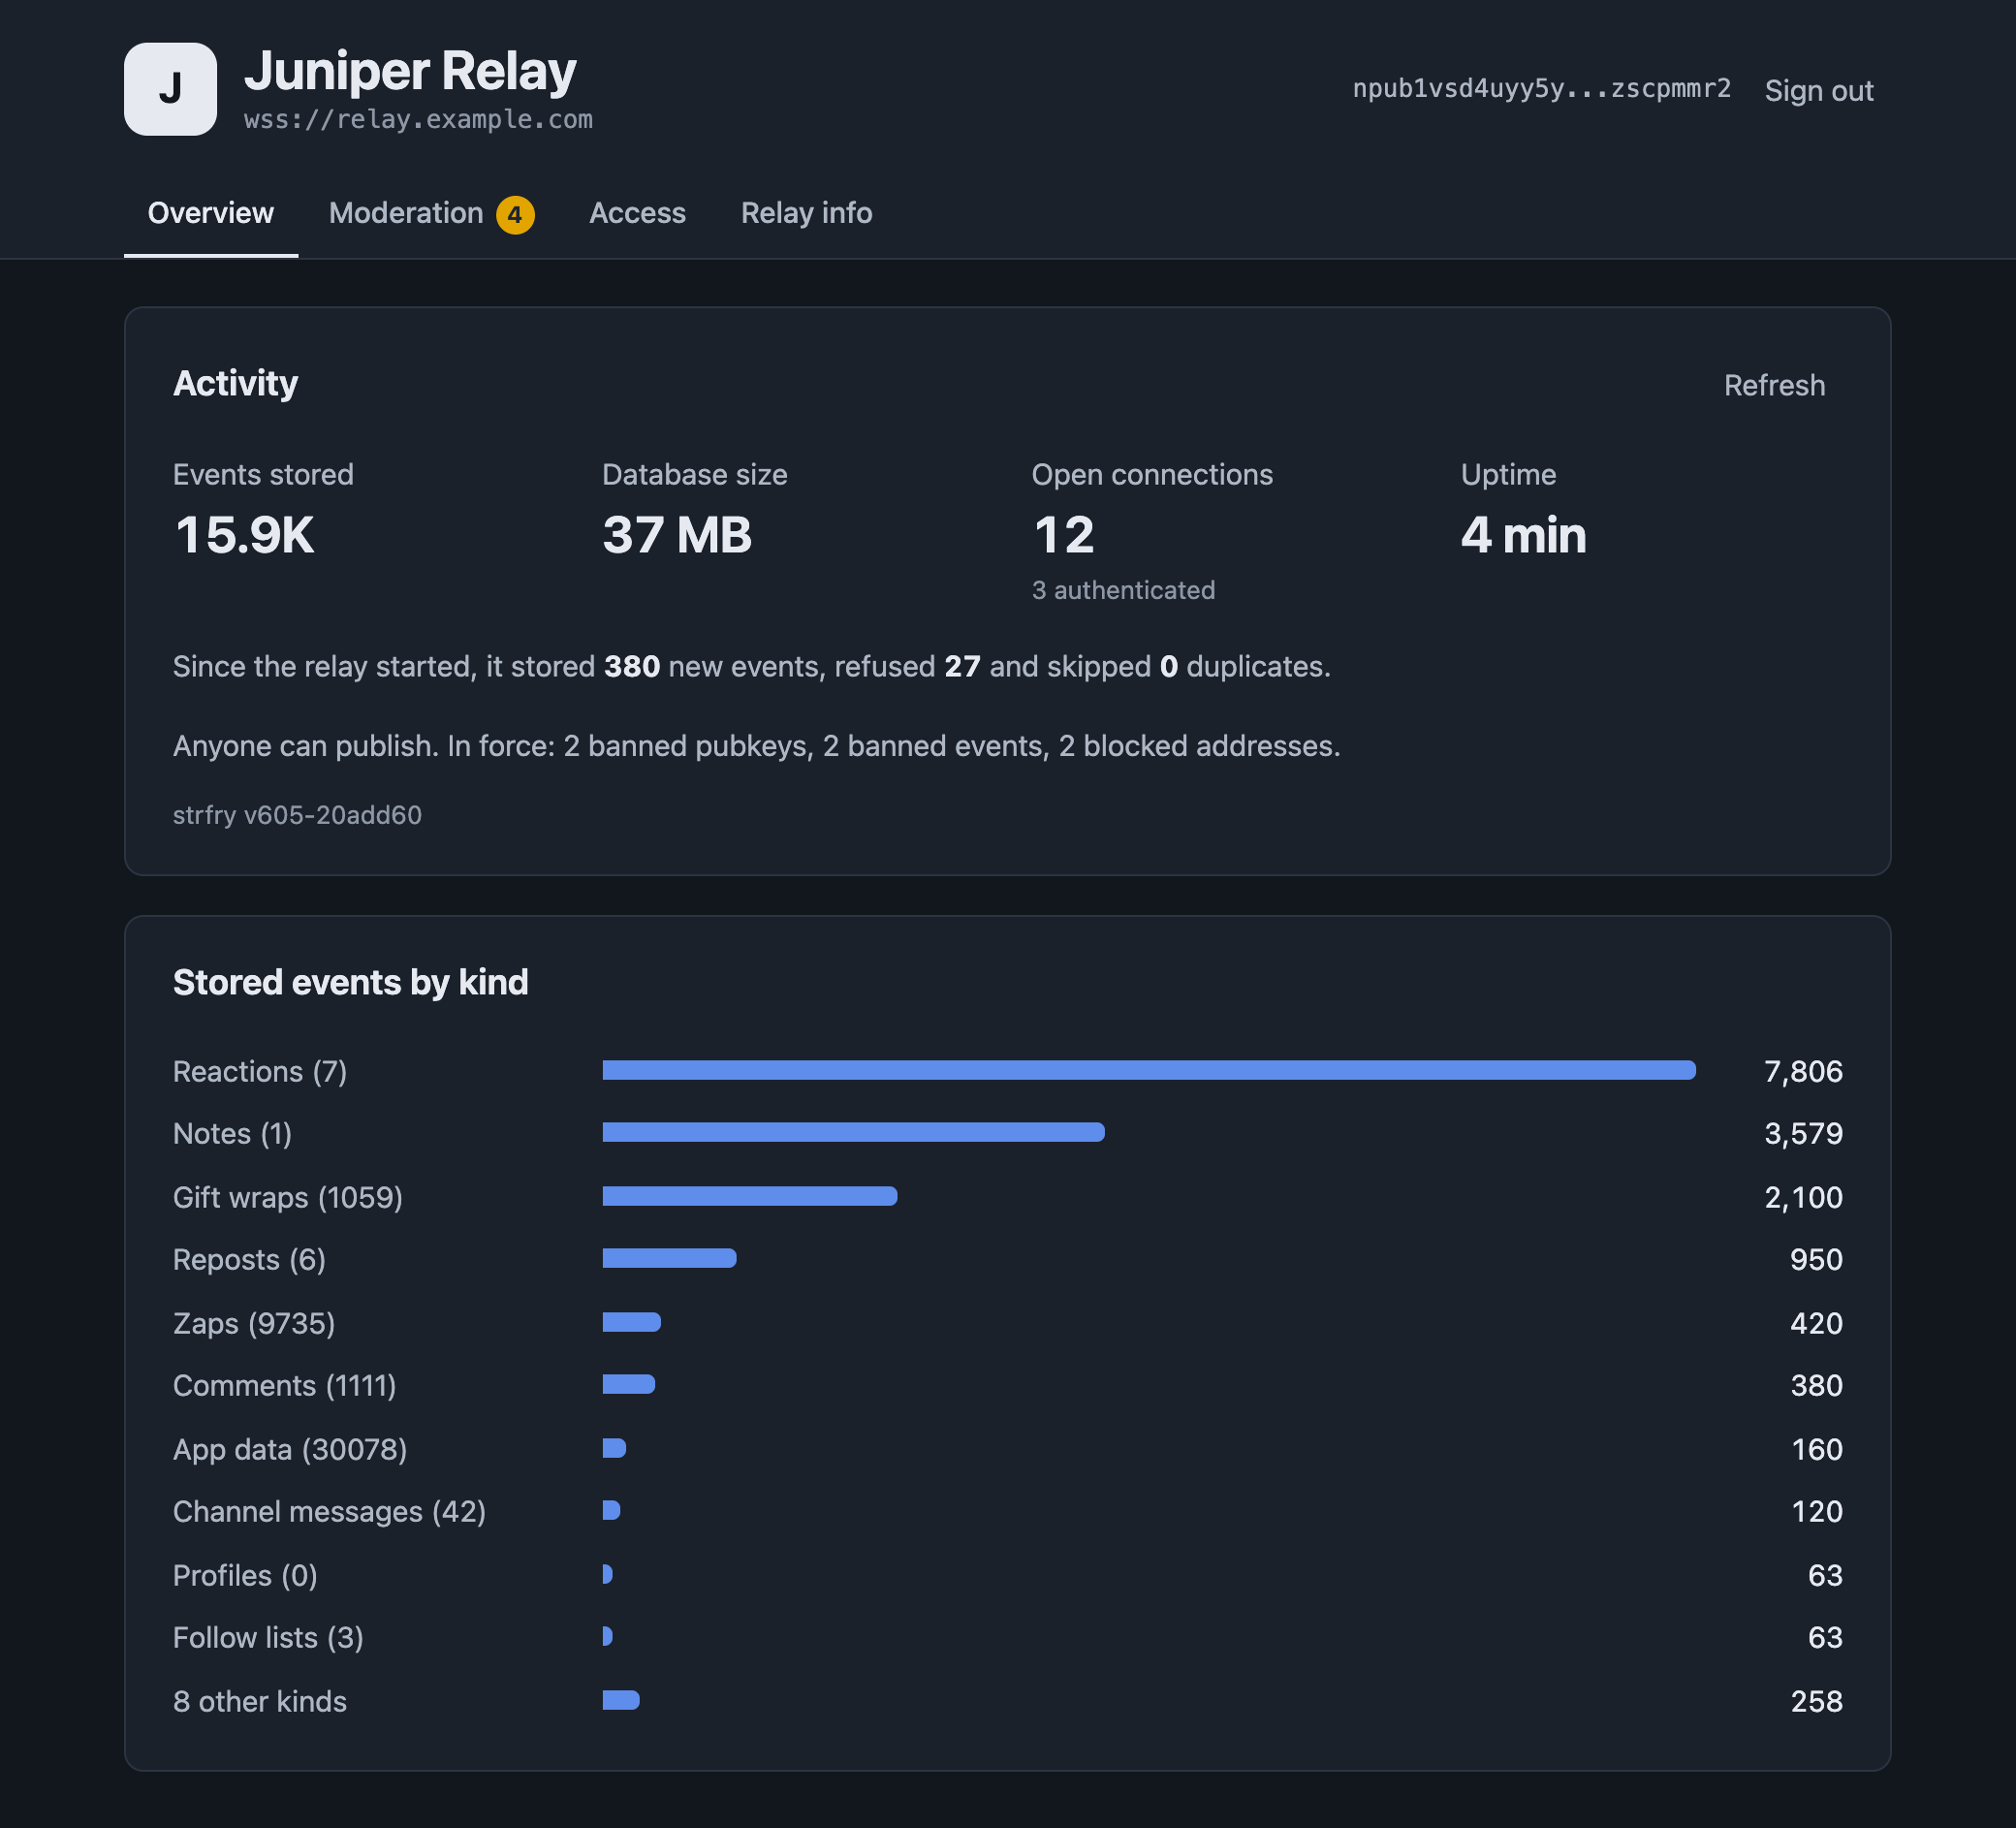 J
Juniper Relay
wss://relay.example.com
npub1vsd4uyy5y...zscpmmr2
Sign out
Overview
Moderation 4
Access
Relay info
Activity
Refresh
Events stored
15.9K
Database size
37 MB
Open connections
12
3 authenticated
Uptime
4 min
Since the relay started, it stored 380 new events, refused 27 and skipped 0 duplicates.
Anyone can publish. In force: 2 banned pubkeys, 2 banned events, 2 blocked addresses.
strfry v605-20add60
Stored events by kind
Reactions (7) 7,806
Notes (1) 3,579
Gift wraps (1059) 2,100
Reposts (6) 950
Zaps (9735) 420
Comments (1111) 380
App data (30078) 160
Channel messages (42) 120
Profiles (0) 63
Follow lists (3) 63
8 other kinds 258